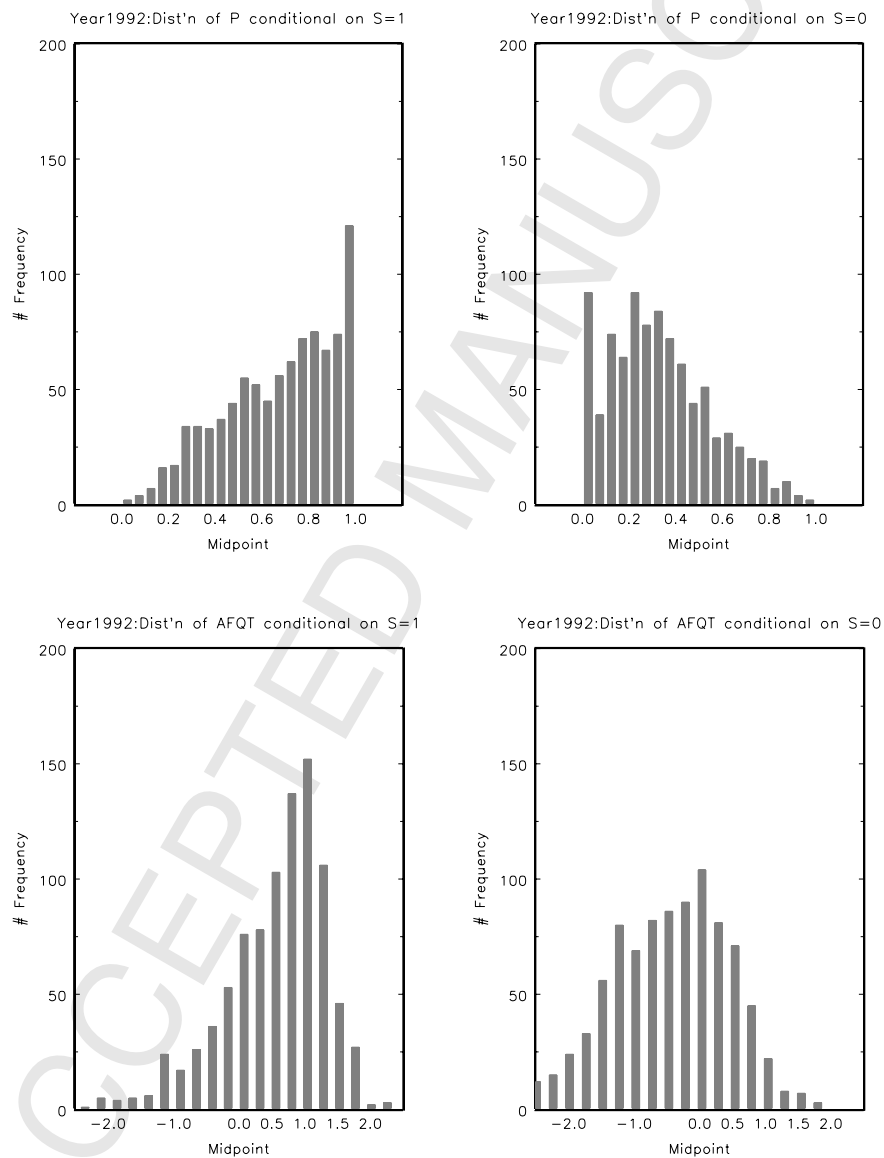 Year1992:Dist'n of P conditional on S=1
200
150
100
50
0
# Frequency
0.0 0.2 0.4 0.6 0.8 1.0
Midpoint
Year1992:Dist'n of P conditional on S=0
200
150
100
50
0
# Frequency
0.0 0.2 0.4 0.6 0.8 1.0
Midpoint
Year1992:Dist'n of AFQT conditional on S=1
200
150
100
50
0
# Frequency
-2.0 -1.0 0.0 0.5 1.0 1.5 2.0
Midpoint
Year1992:Dist'n of AFQT conditional on S=0
200
150
100
50
0
# Frequency
-2.0 -1.0 0.0 0.5 1.0 1.5 2.0
Midpoint
CCEPTED MANUSC